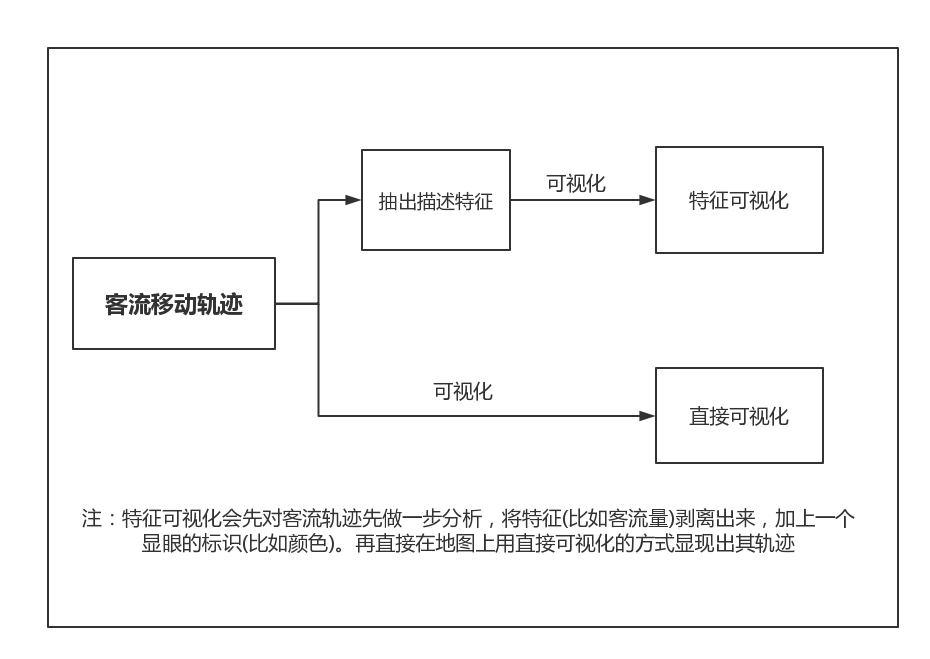 抽出描述特征
可视化
特征可视化
客流移动轨迹
可视化
直接可视化
注：特征可视化会先对客流轨迹先做一步分析，将特征(比如客流量)剥离出来，加上一个
显眼的标识(比如颜色)。再直接在地图上用直接可视化的方式显现出其轨迹